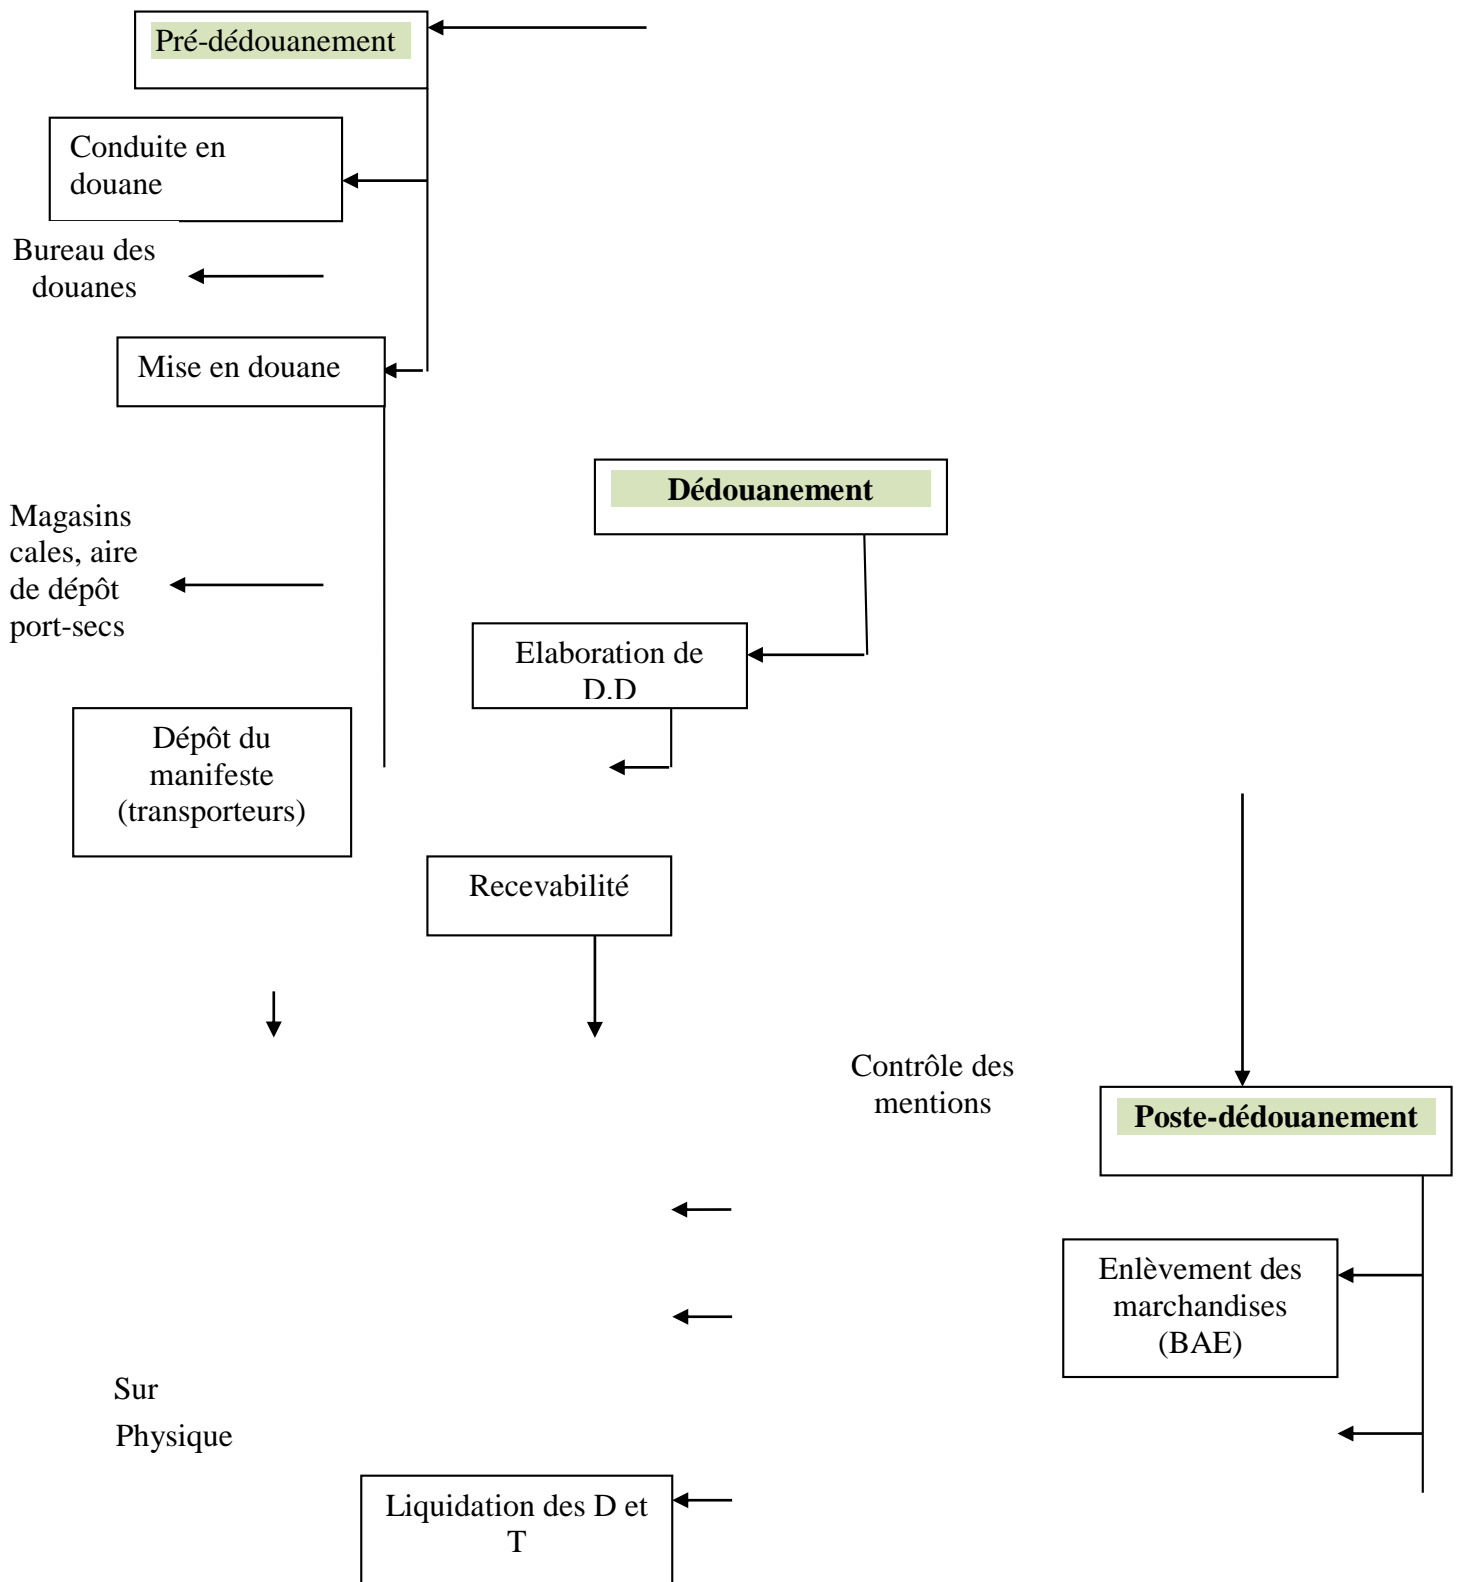 Pré-dédouanement
Conduite en
douane
Bureau des
douanes
Mise en douane
Dédouanement
Magasins
cales, aire
de dépôt
port-secs
Elaboration de
D.D
Dépôt du
manifeste
(transporteurs)
Recevabilité
Contrôle des
mentions
Poste-dédouanement
Enlèvement des
marchandises
(BAE)
Sur
Physique
Liquidation des D et
T